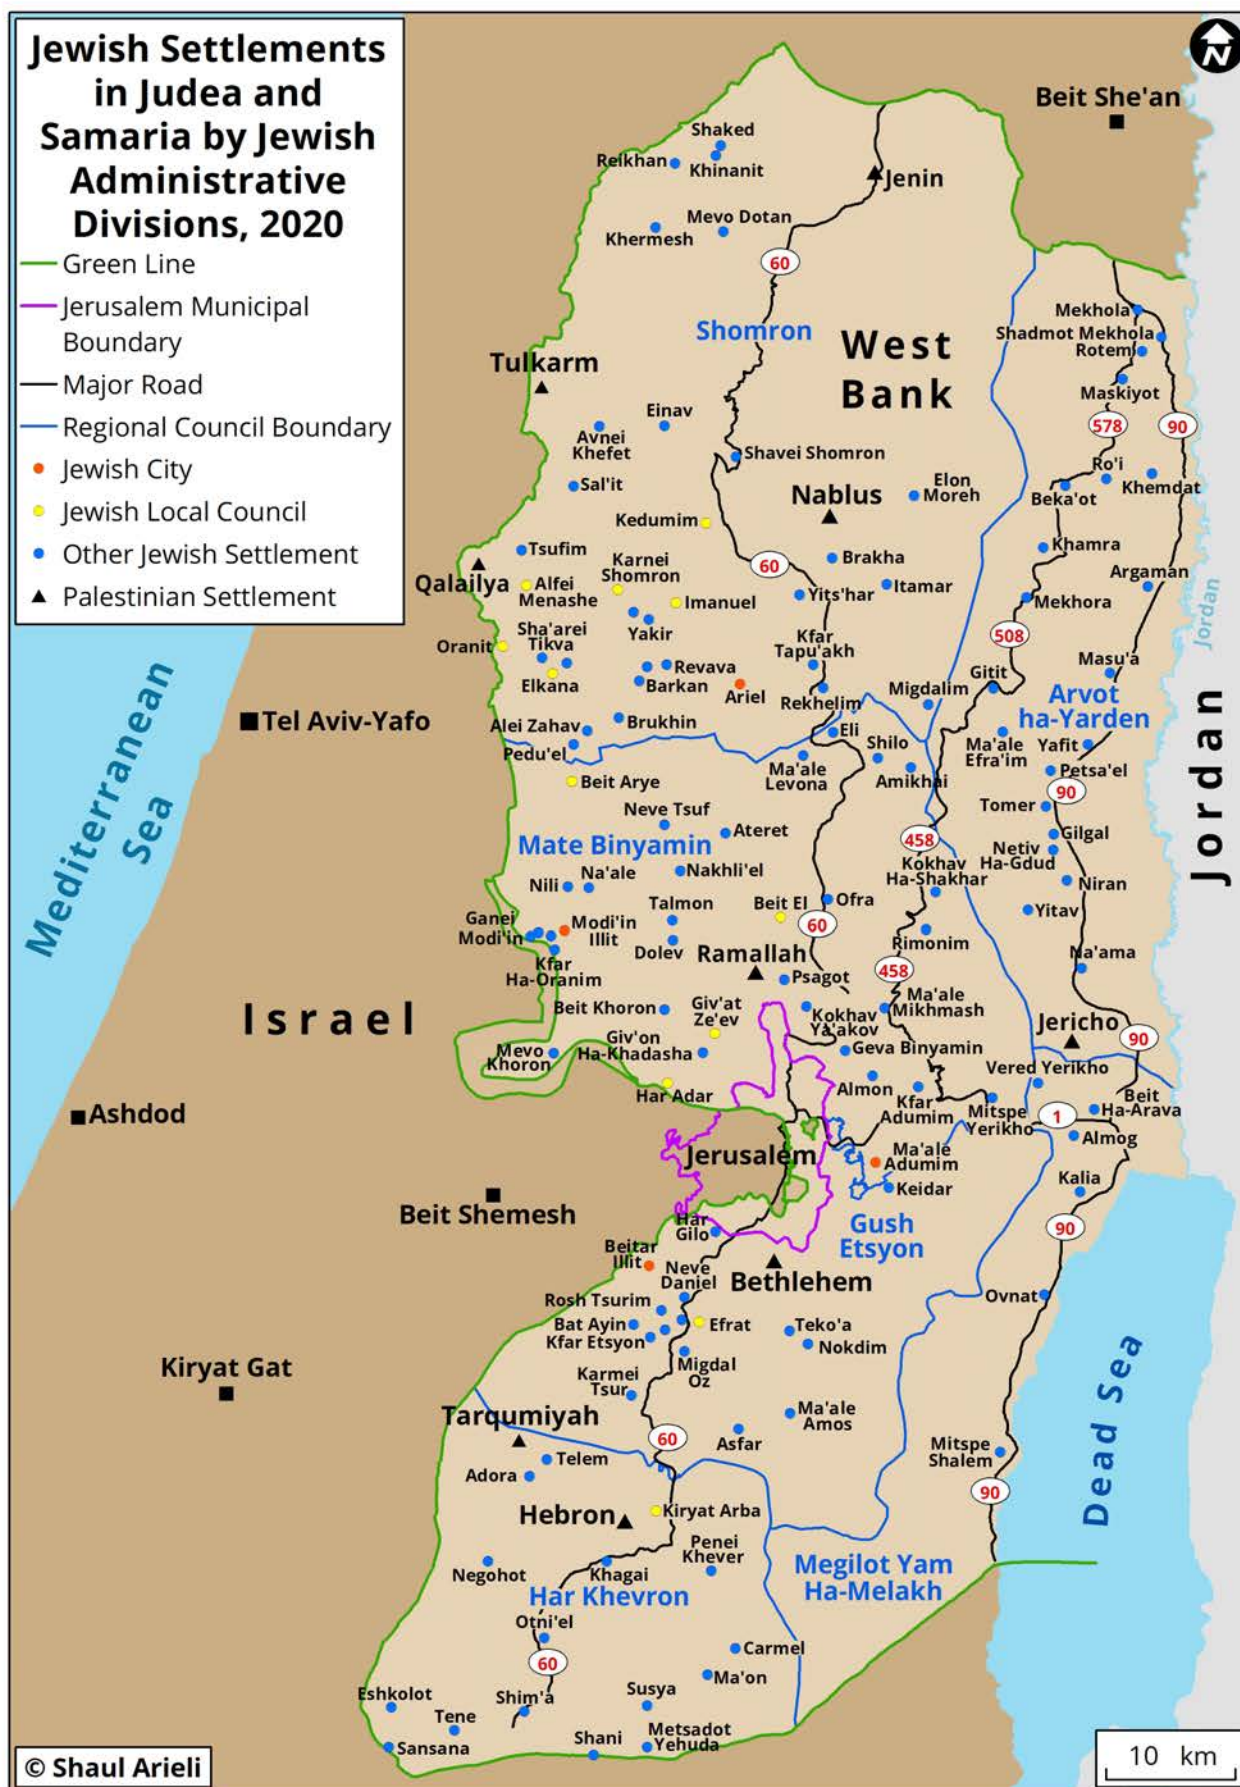 Jewish Settlements
in Judea and
Samaria by Jewish
Administrative
Divisions, 2020
Green Line
Jerusalem Municipal
Boundary
Major Road
Regional Council Boundary
Jewish City
Jewish Local Council
Other Jewish Settlement
Palestinian Settlement
N
Beit She'an
Shaked
Reikhan
Khinanit
Jenin
Mevo Dotan
Khermesh
60
Shomron
West
Bank
Mekhola
Shadmot Mekhola
Rotem
Maskiyot
Tulkarm
Einav
Avnei
Khefet
578
90
Shavei Shomron
Sal'it
Nablus
Elon
Moreh
Ro'i
Beka'ot
Khemdat
Kedumim
Tsufim
Karnei
Shomron
60
Brakha
Khamra
Qalailya
Alfei
Menashe
Imanuel
Yits'har
Itamar
Argaman
Mekhora
Jordan
Yakir
Sha'arei
Tikva
Oranit
Kfar
Tapu'akh
508
Elkana
Revava
Barkan
Ariel
Rekhelim
Migdalim
Gitit
Masu'a
Arvot
ha-Yarden
Mediterranean
Sea
Tel Aviv-Yafo
Alei Zahav
Brukhin
Pedu'el
Eli
Shilo
Ma'ale
Levona
Amikhai
Ma'ale
Efra'im
Yafit
Petsa'el
90
Jordan
Beit Arye
Neve Tsuf
Ateret
Tomer
Mate Binyamin
458
Gilgal
Netiv
Ha-Gdud
Kokhav
Ha-Shakhar
Nili
Na'ale
Nakhli'el
Niran
Talmon
Beit El
Ofra
Yitav
Ganei
Modi'in
Modi'in
Illit
60
Rimonim
Dolev
Ramallah
Na'ama
Kfar
Ha-Oranim
Psagot
458
Israel
Beit Khoron
Giv'at
Ze'ev
Kokhav
Ya'akov
Ma'ale
Mikhmash
Jericho
90
Mevo
Khoron
Giv'on
Ha-Khadasha
Geva Binyamin
Vered Yerikho
Har Adar
Almon
Kfar
Adumim
Mitspe
Yerikho
Beit
Ha-Arava
1
Ashdod
Almog
Jerusalem
Ma'ale
Adumim
Keidar
Kalia
Beit Shemesh
Har
Gilo
Gush
Etsyon
90
Beitar
Illit
Neve
Daniel
Bethlehem
Ovnat
Rosh Tsurim
Bat Ayin
Efrat
Teko'a
Kfar Etsyon
Nokdim
Kiryat Gat
Migdal
Oz
Karmei
Tsur
Dead Sea
Tarqumiyah
Ma'ale
Amos
60
Asfar
Mitspe
Shalem
Telem
Adora
90
Kiryat Arba
Hebron
Penei
Khever
Negohot
Khagai
Megilot Yam
Ha-Melakh
Har Khevron
Otni'el
Carmel
60
Ma'on
Eshkolot
Shim'a
Susya
Tene
Sansana
Shani
Metsadot
Yehuda
© Shaul Arieli
10 km